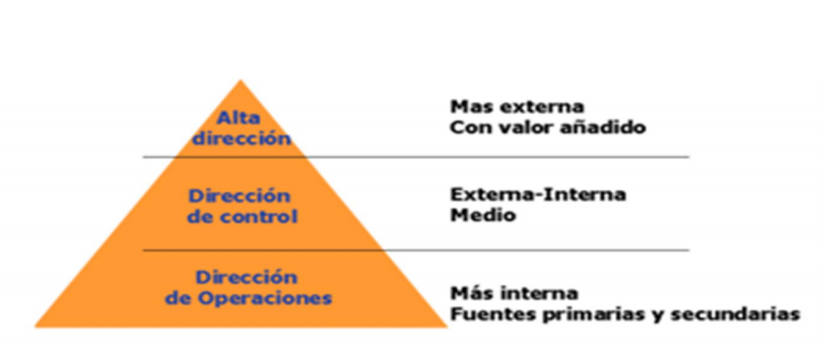 Alta
dirección
Mas externa
Con valor añadido
Dirección
de control
Externa-Interna
Medio
Dirección
de Operaciones
Más interna
Fuentes primarias y secundarias